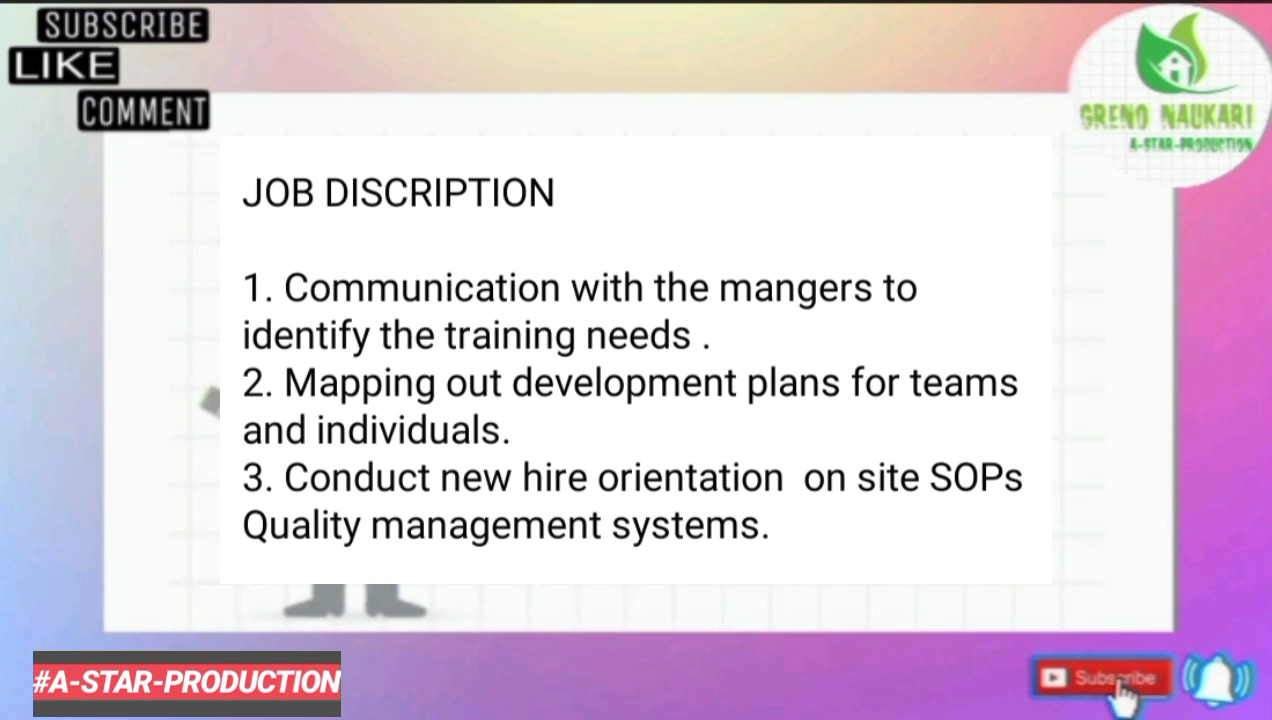 SUBSCRIBE
LIKE
COMMENT
GRENO NAUKARI
A-STAR-PRODUCTION
JOB DISCRIPTION
1. Communication with the mangers to
identify the training needs .
2. Mapping out development plans for teams
and individuals.
3. Conduct new hire orientation  on site SOPs
Quality management systems.
#A-STAR-PRODUCTION
Subscribe